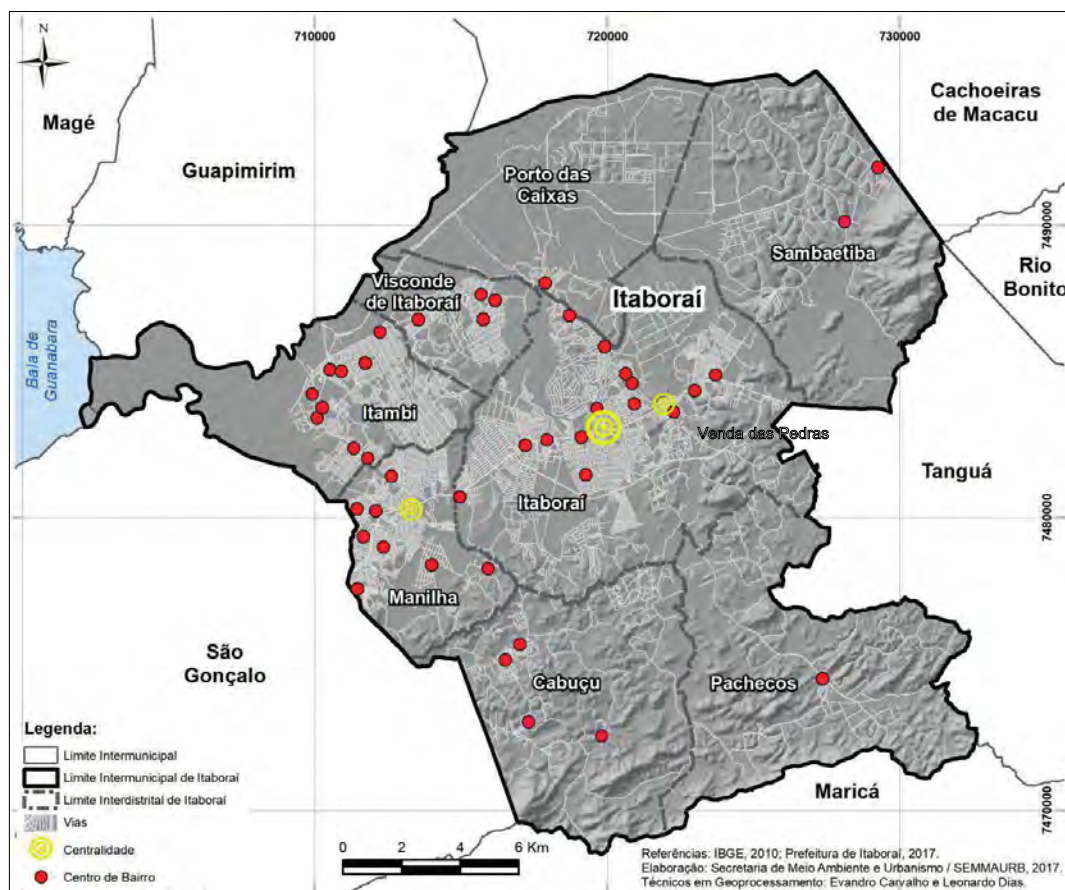 710000
720000
730000
N
Magé
Guapimirim
Cachoeiras
de Macacu
Porto das
Caixas
7490000
Sambaetiba
Rio
Bonito
Visconde
de Itaboraí
Itaboraí
Baía de
Guanabara
Itambi
Venda das Pedras
Tanguá
Itaboraí
7480000
Manilha
São
Gonçalo
Cabuçu
Pachecos
Maricá
7470000
Legenda:
Limite Intermunicipal
Limite Intermunicipal de Itaboraí
Limite Interdistrital de Itaboraí
Vias
Centralidade
Centro de Bairro
0 2 4 6 Km
Referências: IBGE, 2010; Prefeitura de Itaboraí, 2017.
Elaboração: Secretaria de Meio Ambiente e Urbanismo / SEMMAURB, 2017.
Técnicos em Geoprocessamento: Evandro Carvalho e Leonardo Dias.